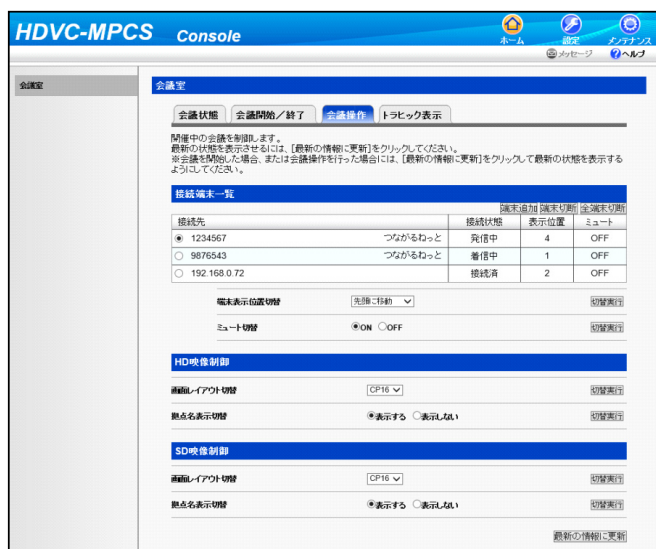 HDVC-MPCS Console
ホーム 設定 メンテナンス
メッセージ ヘルプ
会議室
会議室
会議状態 会議開始／終了 会議操作 トラヒック表示
開催中の会議を制御します。
最新の状態を表示させるには、[最新の情報に更新]をクリックしてください。
※会議を開始した場合、または会議操作を行った場合には、[最新の情報に更新]をクリックして最新の状態を表示する
ようにしてください。
接続端末一覧
端末追加 端末切断 全端末切断
接続先 接続状態 表示位置 ミュート
1234567 つながるねっと 発信中 4 OFF
9876543 つながるねっと 着信中 1 OFF
192.168.0.72 接続済 2 OFF
端末表示位置切替 先頭に移動 切替実行
ミュート切替 ON OFF 切替実行
HD映像制御
画面レイアウト切替 CP16 切替実行
拠点名表示切替 表示する 表示しない 切替実行
SD映像制御
画面レイアウト切替 CP16 切替実行
拠点名表示切替 表示する 表示しない 切替実行
最新の情報に更新